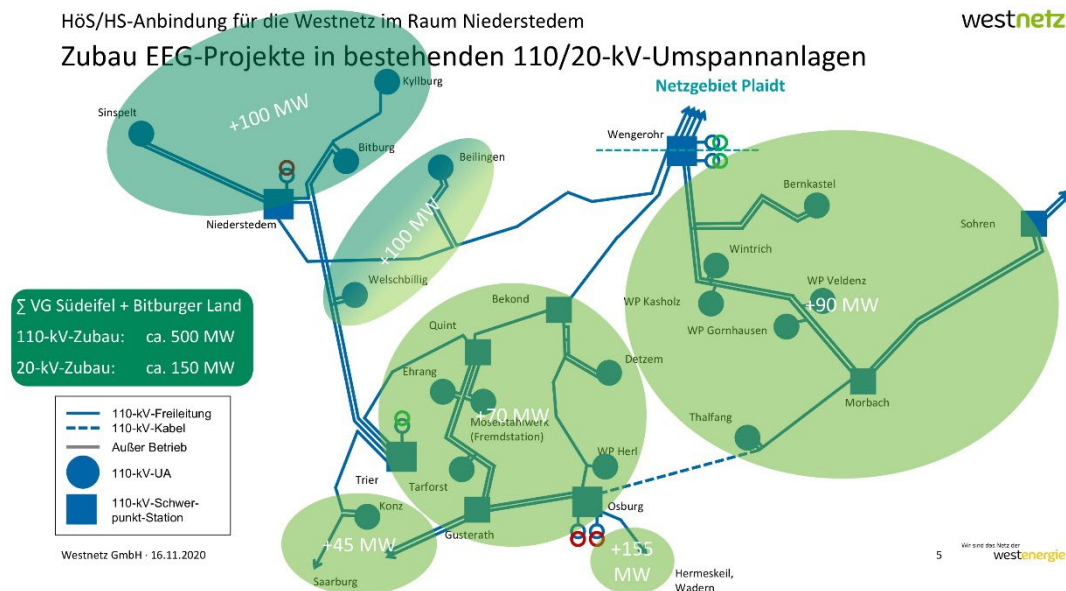 HöS/HS-Anbindung für die Westnetz im Raum Niederstedem
westnetz
Zubau EEG-Projekte in bestehenden 110/20-kV-Umspannanlagen
Kyllburg
Netzgebiet Plaidt
Sinspelt
+100 MW
Wengerohr
Bitburg
Beilingen
Bernkastel
Niederstedem
Sohren
+100 MW
Wintrich
Welschbillig
WP Veldenz
Bekond
WP Kasholz
+90 MW
∑ VG Südeifel + Bitburger Land
110-kV-Zubau: ca. 500 MW
20-kV-Zubau: ca. 150 MW
Quint
WP Gornhausen
Ehrang
Detzem
Morbach
110-kV-Freileitung
110-kV-Kabel
Außer Betrieb
110-kV-UA
110-kV-Schwer-
punkt-Station
+70 MW
Moselstahlwerk
(Fremdstation)
Thalfang
WP Herl
Trier
Tarforst
Konz
Osburg
Gusterath
+45 MW
+155
MW
Saarburg
Hermeskeil,
Wadern
Westnetz GmbH · 16.11.2020
5
Wir sind das Netz der
westenergie